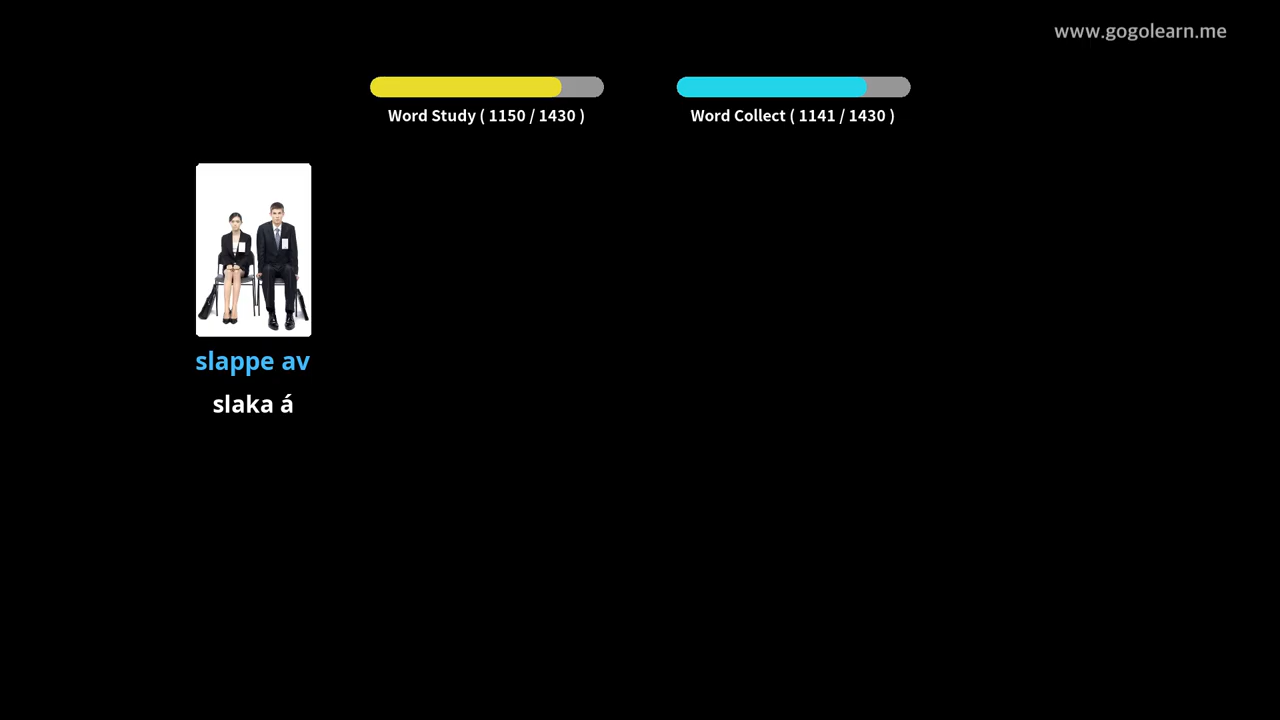 www.gogolearn.me
Word Study ( 1150 / 1430 )
Word Collect ( 1141 / 1430 )
slappe av
slaka á